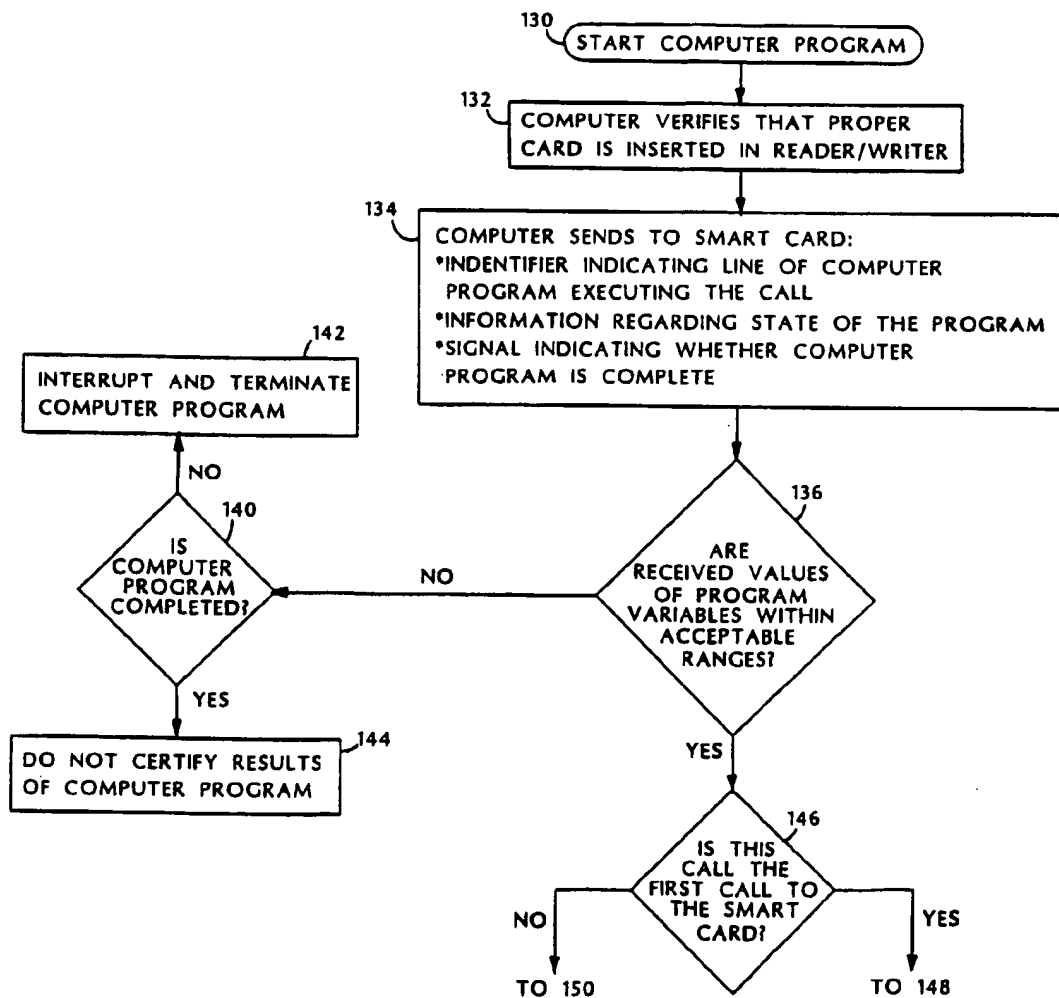 130
START COMPUTER PROGRAM
132
COMPUTER VERIFIES THAT PROPER
CARD IS INSERTED IN READER/WRITER
134
COMPUTER SENDS TO SMART CARD:
*INDENTIFIER INDICATING LINE OF COMPUTER
PROGRAM EXECUTING THE CALL
*INFORMATION REGARDING STATE OF THE PROGRAM
*SIGNAL INDICATING WHETHER COMPUTER
PROGRAM IS COMPLETE
136
ARE
RECEIVED VALUES
OF PROGRAM
VARIABLES WITHIN
ACCEPTABLE
RANGES?
NO
140
IS
COMPUTER
PROGRAM
COMPLETED?
NO
142
INTERRUPT AND TERMINATE
COMPUTER PROGRAM
YES
144
DO NOT CERTIFY RESULTS
OF COMPUTER PROGRAM
YES
146
IS THIS
CALL THE
FIRST CALL TO
THE SMART
CARD?
NO
TO 150
YES
TO 148